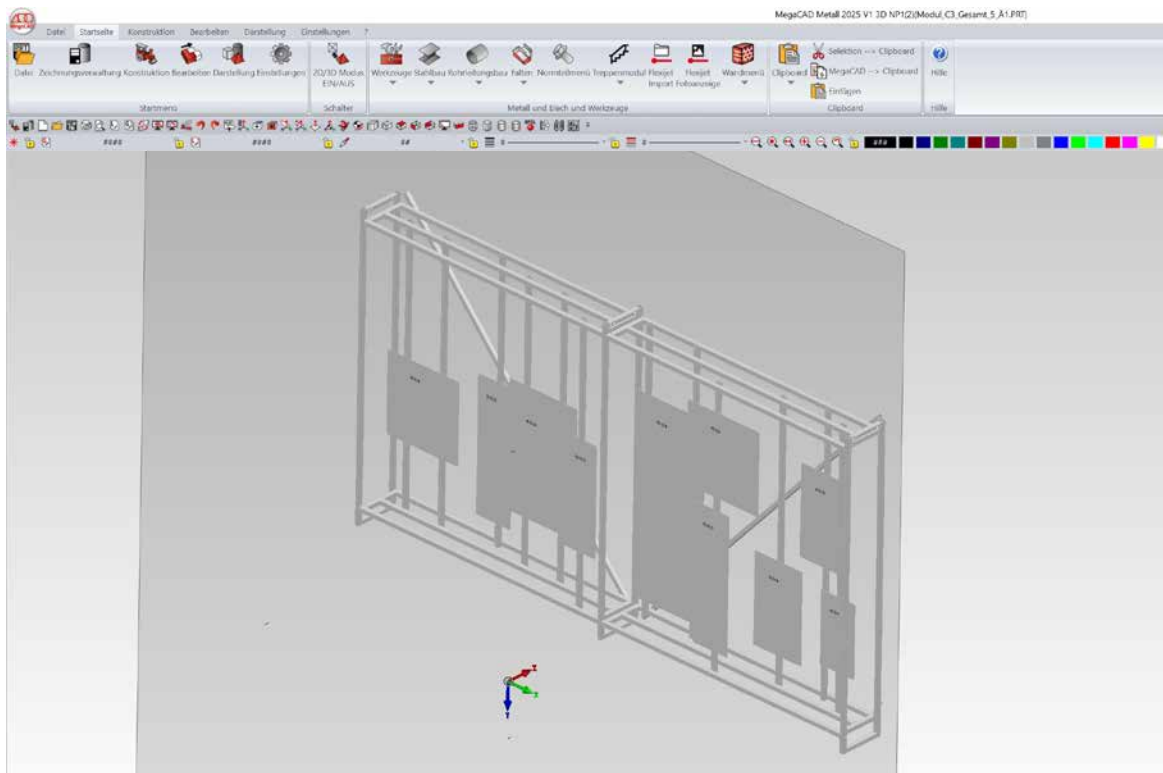 MegaCAD Metall 2025 V1 3D NP1(2)(Modul_C3_Gesamt_5_Å1.PRT)
Datei Startseite Konstruktion Bearbeiten Darstellung Einstellungen ?
Datei Zeichnungsverwaltung Konstruktion Bearbeiten Darstellung Einstellungen
2D/3D Modus EIN/AUS
Werkzeuge Stahlbau Rohrleitungsbau Falten Normteilmenü Treppenmodul Flexijet Import Flexijet Fotoanzeige Wandmenü
Clipboard
Selektion --> Clipboard
MegaCAD --> Clipboard
Einfügen
Hilfe
Startmenü Schalter Metall und Blech und Werkzeuge Clipboard Hilfe
#### #### ## ###